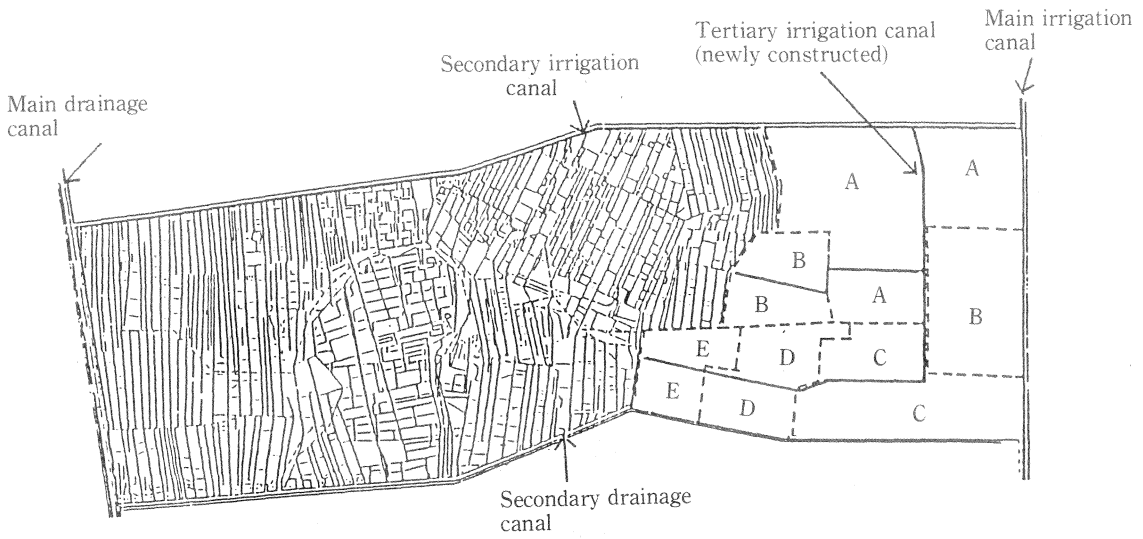 Main irrigation
canal
Tertiary irrigation canal
(newly constructed)
Secondary irrigation
canal
Main drainage
canal
A
A
B
B
A
B
E
D
C
E
D
C
Secondary drainage
canal